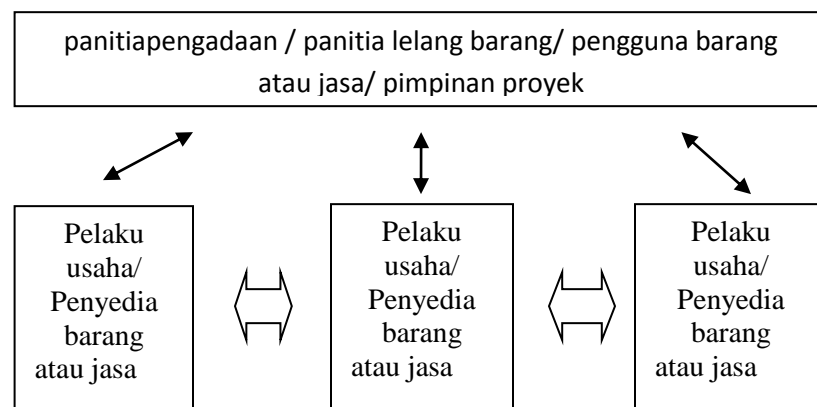 panitiapengadaan / panitia lelang barang/ pengguna barang
atau jasa/ pimpinan proyek
Pelaku
usaha/
Penyedia
barang
atau jasa
Pelaku
usaha/
Penyedia
barang
atau jasa
Pelaku
usaha/
Penyedia
barang
atau jasa